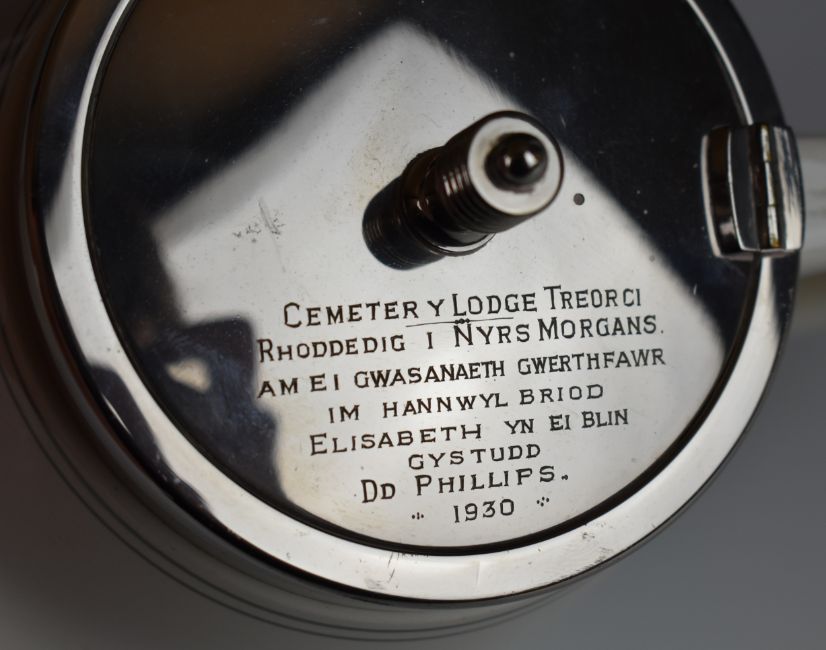 CEMETERY LODGE TREORCI
RHODDEDIG I NYRS MORGANS.
AM EI GWASANAETH GWERTHFAWR
IM HANNWYL BRIOD
ELISABETH YN EI BLIN
GYSTUDD
DD PHILLIPS.
1930